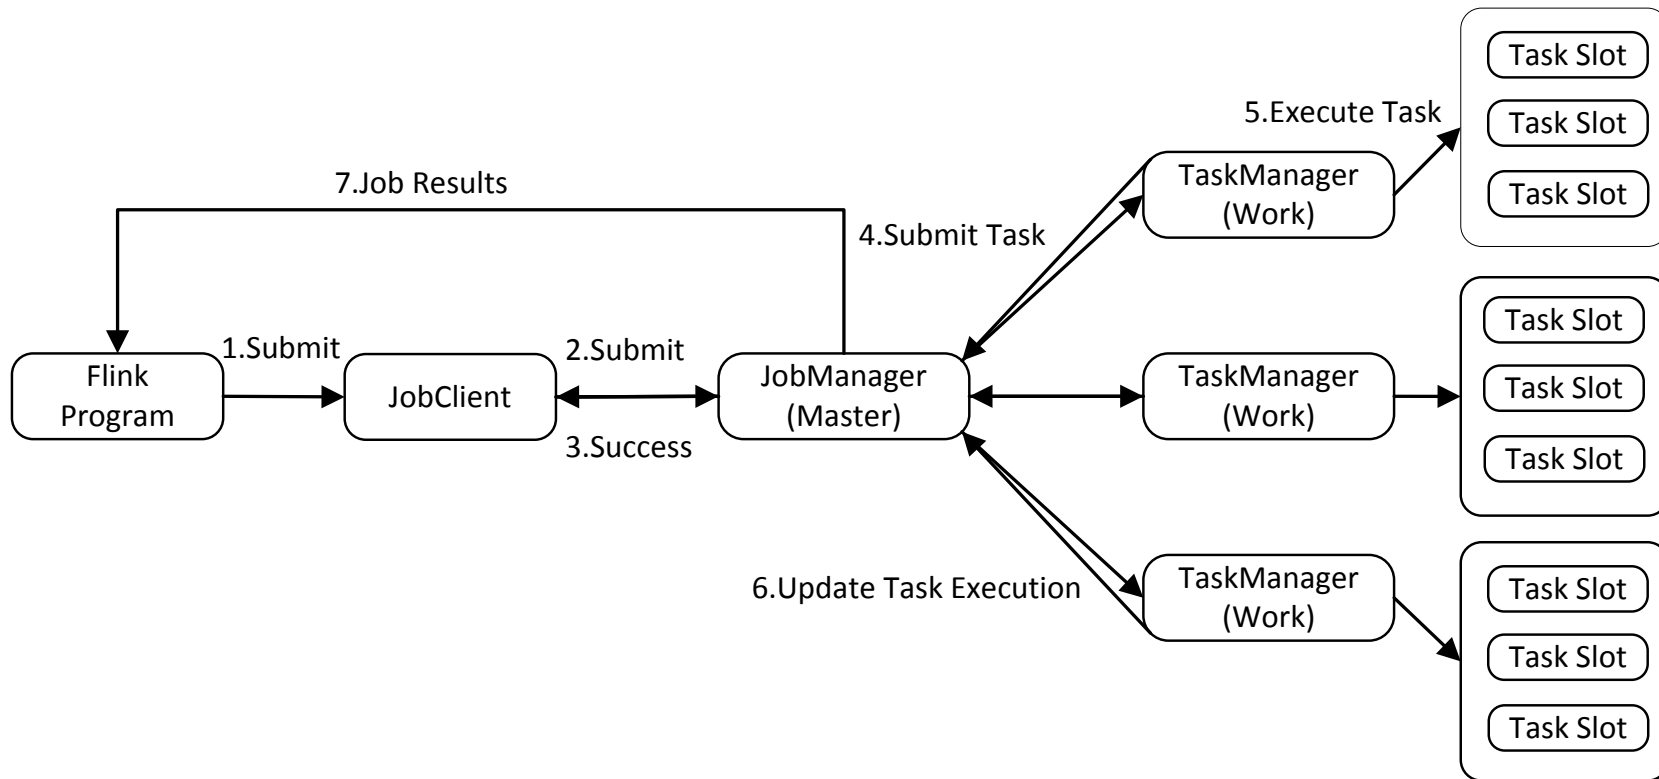 7.Job Results
Flink
Program
1.Submit
JobClient
2.Submit
3.Success
JobManager
(Master)
4.Submit Task
6.Update Task Execution
5.Execute Task
TaskManager
(Work)
Task Slot
Task Slot
Task Slot
TaskManager
(Work)
Task Slot
Task Slot
Task Slot
TaskManager
(Work)
Task Slot
Task Slot
Task Slot